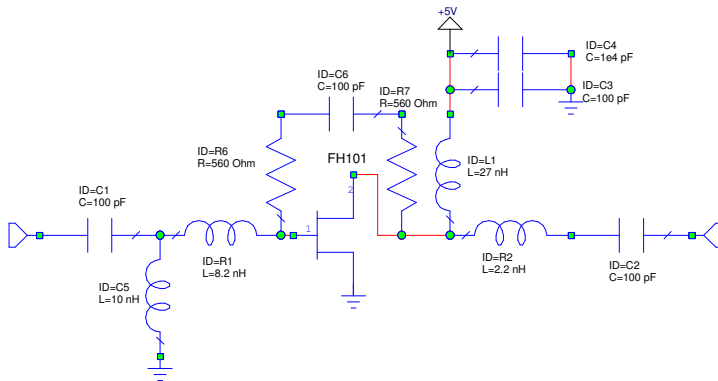 +5V
ID=C4
C=1e4 pF
ID=C6
C=100 pF
ID=R7
R=560 Ohm
ID=C3
C=100 pF
ID=R6
R=560 Ohm
FH101
ID=L1
L=27 nH
2
ID=C1
C=100 pF
1
ID=R1
L=8.2 nH
ID=R2
L=2.2 nH
ID=C2
C=100 pF
ID=C5
L=10 nH